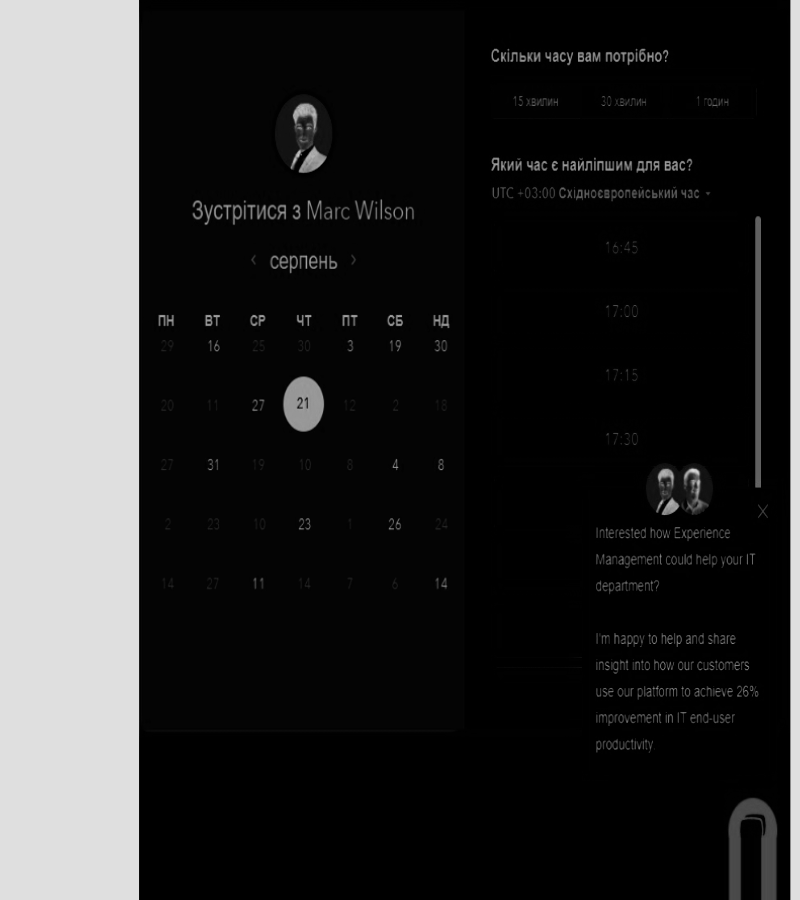 Зустрітися з Marc Wilson
серпень
ПН ВТ СР ЧТ ПТ СБ НД
29 16 25 30 3 19 30
20 11 27 21 12 2 18
27 31 19 10 8 4 8
2 23 10 23 1 26 24
14 27 11 14 7 6 14
Скільки часу вам потрібно?
15 хвилин 30 хвилин 1 годин
Який час є найліпшим для вас?
UTC +03:00 Східноєвропейський час
16:45
17:00
17:15
17:30
Interested how Experience
Management could help your IT
department?
I'm happy to help and share
insight into how our customers
use our platform to achieve 26%
improvement in IT end-user
productivity